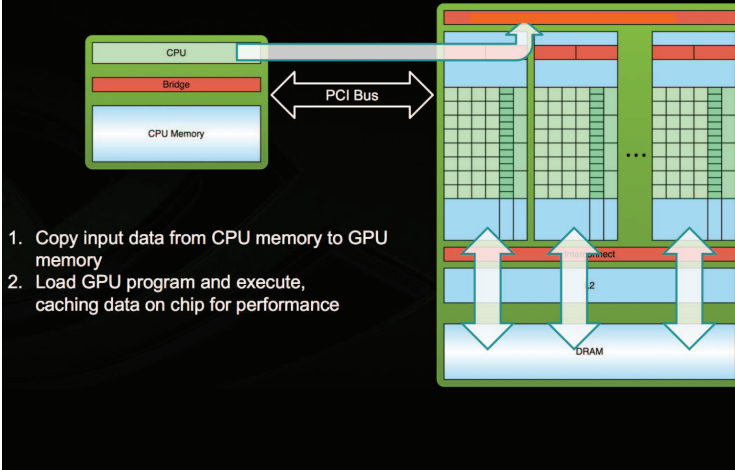 CPU
Bridge
CPU Memory
PCI Bus
1. Copy input data from CPU memory to GPU
memory
2. Load GPU program and execute,
caching data on chip for performance
L2
DRAM